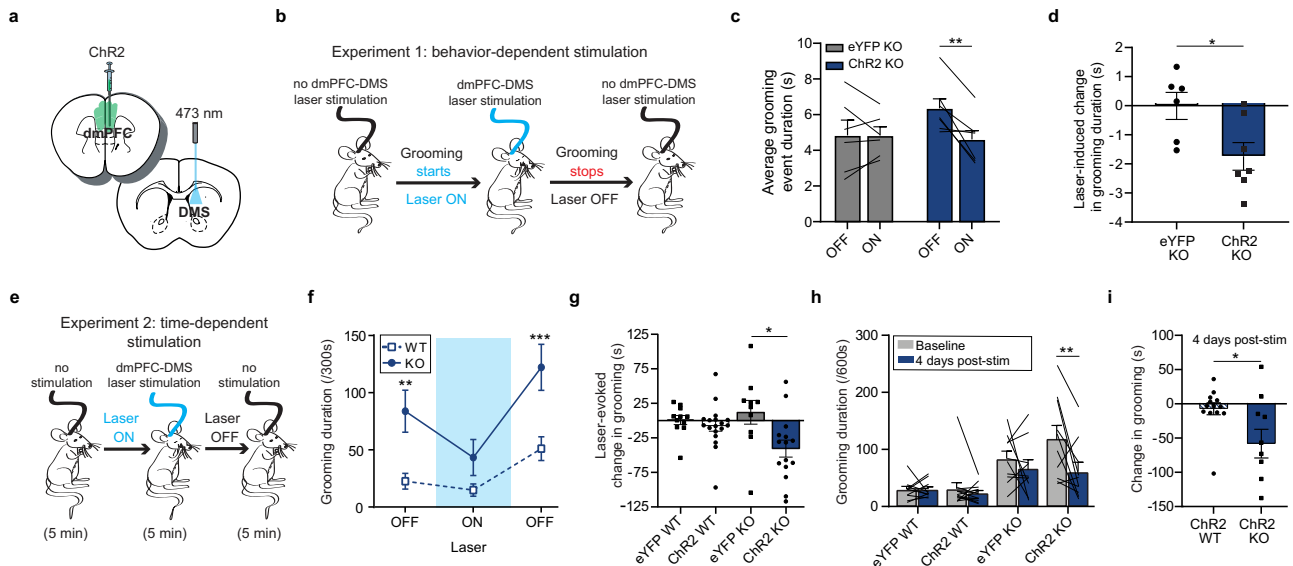 a
ChR2
dmPFC
473 nm
DMS
b
Experiment 1: behavior-dependent stimulation
no dmPFC-DMS
laser stimulation
dmPFC-DMS
laser stimulation
no dmPFC-DMS
laser stimulation
Grooming
starts
Laser ON
Grooming
stops
Laser OFF
c
Average grooming
event duration (s)
10
8
6
4
2
0
eYFP KO
ChR2 KO
**
OFF
ON
OFF
ON
d
Laser-induced change
in grooming duration (s)
2
1
0
-1
-2
-3
-4
*
eYFP
KO
ChR2
KO
e
Experiment 2: time-dependent
stimulation
no
stimulation
dmPFC-DMS
laser stimulation
no
stimulation
Laser
ON
Laser
OFF
(5 min)
(5 min)
(5 min)
f
Grooming duration (/300s)
150
100
50
0
WT
KO
**
***
OFF
ON
OFF
Laser
g
Laser-evoked
change in grooming (s)
125
100
75
50
25
0
-25
-50
-75
-100
-125
*
eYFP WT
ChR2 WT
eYFP KO
ChR2 KO
h
Grooming duration (/600s)
300
200
100
0
Baseline
4 days post-stim
**
eYFP WT
ChR2 WT
eYFP KO
ChR2 KO
i
Change in grooming (s)
100
50
0
-50
-100
-150
4 days post-stim
*
ChR2
WT
ChR2
KO